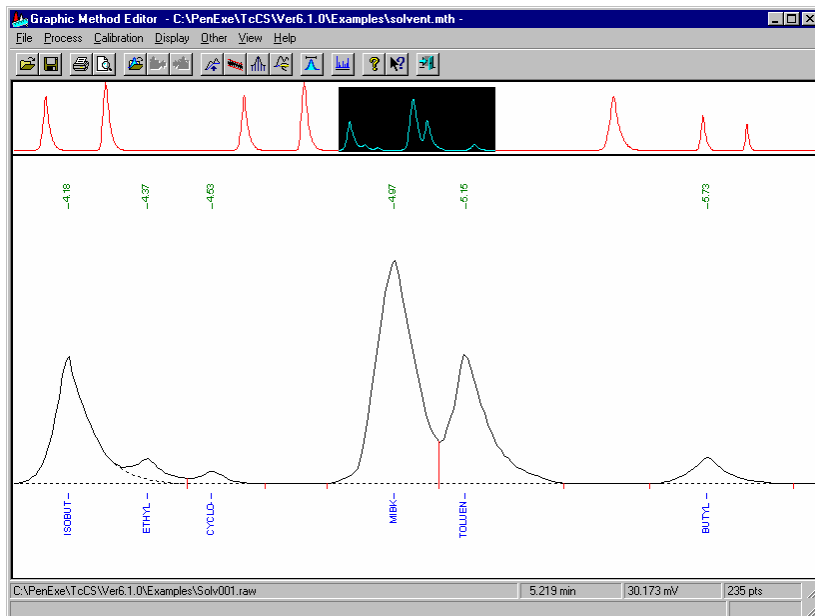 Graphic Method Editor - C:\PenExe\TcCS\Ver6.1.0\Examples\solvent.mth -
File Process Calibration Display Other View Help
-4.18 -4.37 -4.53 -4.97 -5.15 -5.73
ISOBUT- ETHYL - CYCLO- MIBK- TOLUEN- BUTYL -
C:\PenExe\TcCS\Ver6.1.0\Examples\Solv001.raw 5.219 min 30.173 mV 235 pts